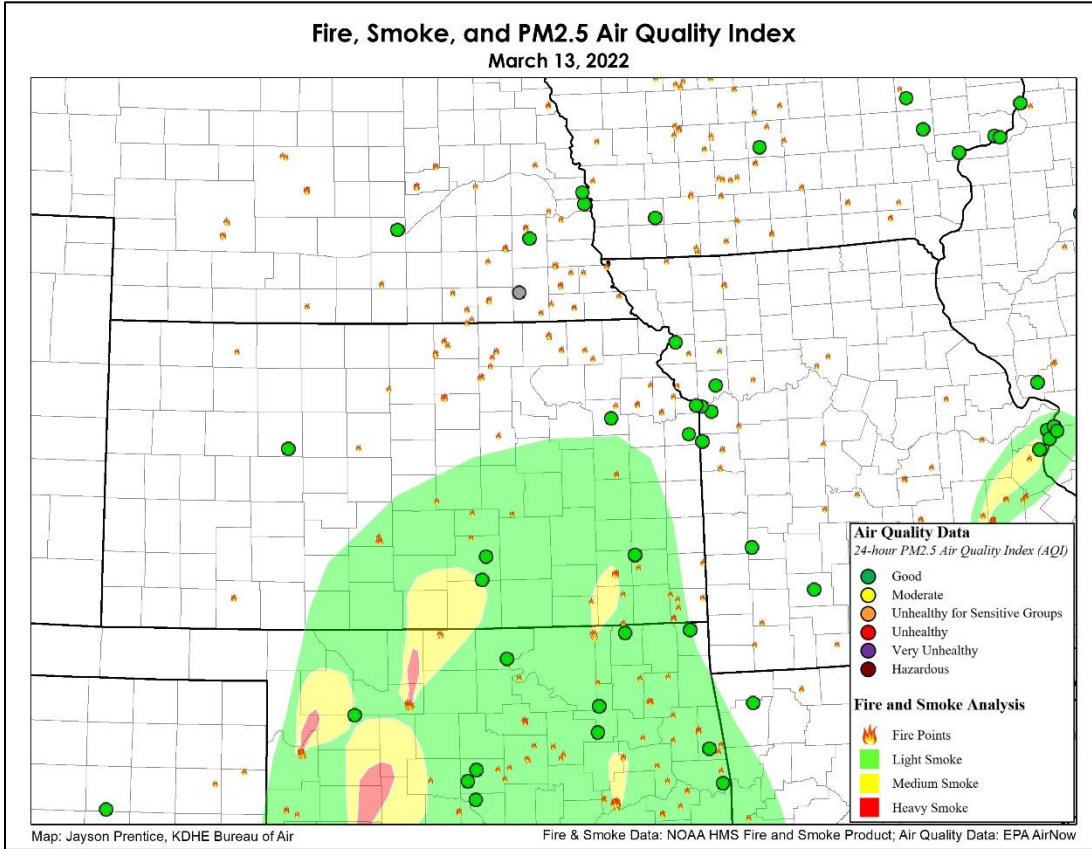 Fire, Smoke, and PM2.5 Air Quality Index
March 13, 2022
Air Quality Data
24-hour PM2.5 Air Quality Index (AQI)
Good
Moderate
Unhealthy for Sensitive Groups
Unhealthy
Very Unhealthy
Hazardous
Fire and Smoke Analysis
Fire Points
Light Smoke
Medium Smoke
Heavy Smoke
Map: Jayson Prentice, KDHE Bureau of Air
Fire & Smoke Data: NOAA HMS Fire and Smoke Product; Air Quality Data: EPA AirNow